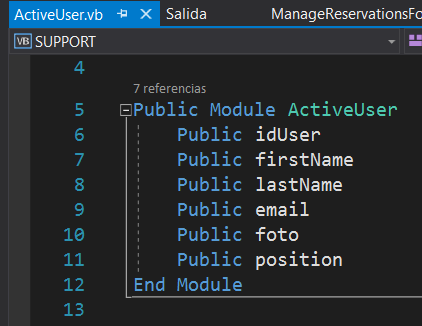 ActiveUser.vb Salida ManageReservationsFo
VB SUPPORT
4
7 referencias
5 Public Module ActiveUser
6 Public idUser
7 Public firstName
8 Public lastName
9 Public email
10 Public foto
11 Public position
12 End Module
13